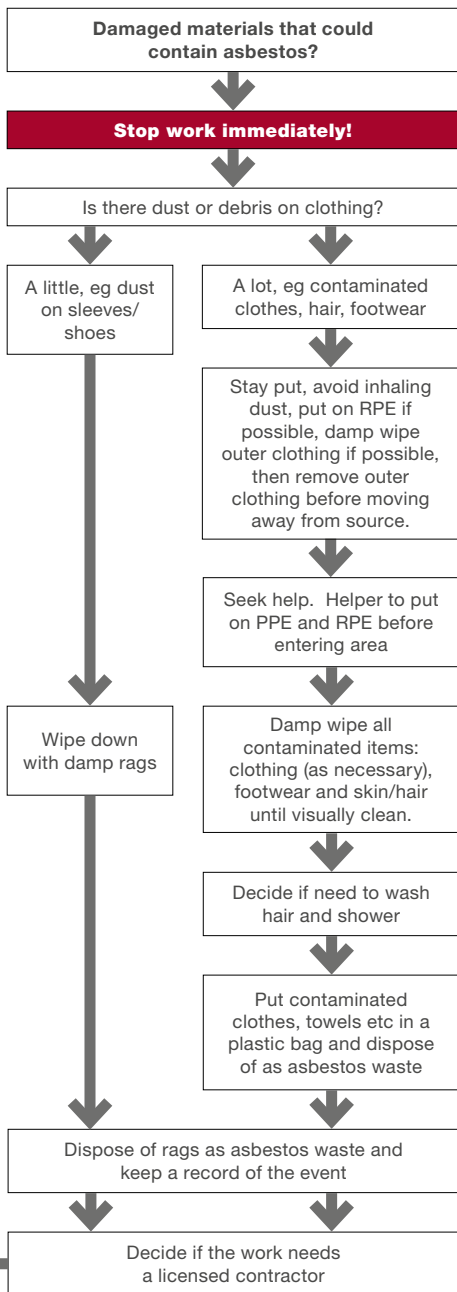 Damaged materials that could
contain asbestos?
Stop work immediately!
Is there dust or debris on clothing?
A little, eg dust
on sleeves/
shoes
A lot, eg contaminated
clothes, hair, footwear
Stay put, avoid inhaling
dust, put on RPE if
possible, damp wipe
outer clothing if possible,
then remove outer
clothing before moving
away from source.
Seek help.  Helper to put
on PPE and RPE before
entering area
Wipe down
with damp rags
Damp wipe all
contaminated items:
clothing (as necessary),
footwear and skin/hair
until visually clean.
Decide if need to wash
hair and shower
Put contaminated
clothes, towels etc in a
plastic bag and dispose
of as asbestos waste
Dispose of rags as asbestos waste and
keep a record of the event
Decide if the work needs
a licensed contractor